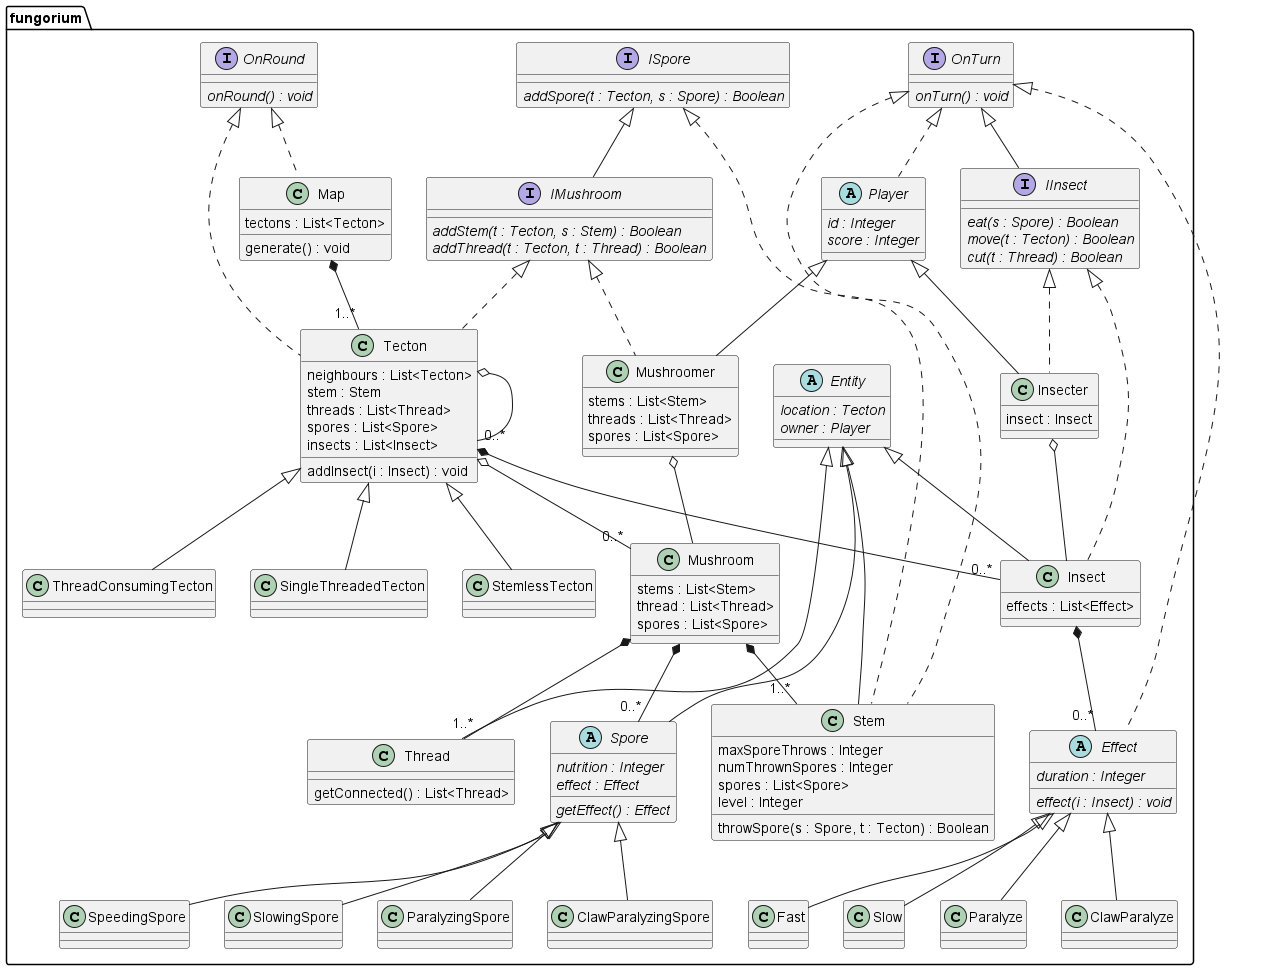 fungorium
I OnRound
onRound() : void
I ISpore
addSpore(t : Tecton, s : Spore) : Boolean
I OnTurn
onTurn() : void
C Map
tectons : List<Tecton>
generate() : void
I IMushroom
addStem(t : Tecton, s : Stem) : Boolean
addThread(t : Tecton, t : Thread) : Boolean
A Player
id : Integer
score : Integer
I IInsect
eat(s : Spore) : Boolean
move(t : Tecton) : Boolean
cut(t : Thread) : Boolean
1..*
C Tecton
neighbours : List<Tecton>
stem : Stem
threads : List<Thread>
spores : List<Spore>
insects : List<Insect>
addInsect(i : Insect) : void
0..*
C Mushroomer
stems : List<Stem>
threads : List<Thread>
spores : List<Spore>
A Entity
location : Tecton
owner : Player
C Insecter
insect : Insect
0..*
0..*
C ThreadConsumingTecton
C SingleThreadedTecton
C StemlessTecton
C Mushroom
stems : List<Stem>
thread : List<Thread>
spores : List<Spore>
C Insect
effects : List<Effect>
1..*
0..*
1..*
0..*
C Thread
getConnected() : List<Thread>
A Spore
nutrition : Integer
effect : Effect
getEffect() : Effect
C Stem
maxSporeThrows : Integer
numThrownSpores : Integer
spores : List<Spore>
level : Integer
throwSpore(s : Spore, t : Tecton) : Boolean
A Effect
duration : Integer
effect(i : Insect) : void
C SpeedingSpore
C SlowingSpore
C ParalyzingSpore
C ClawParalyzingSpore
C Fast
C Slow
C Paralyze
C ClawParalyze